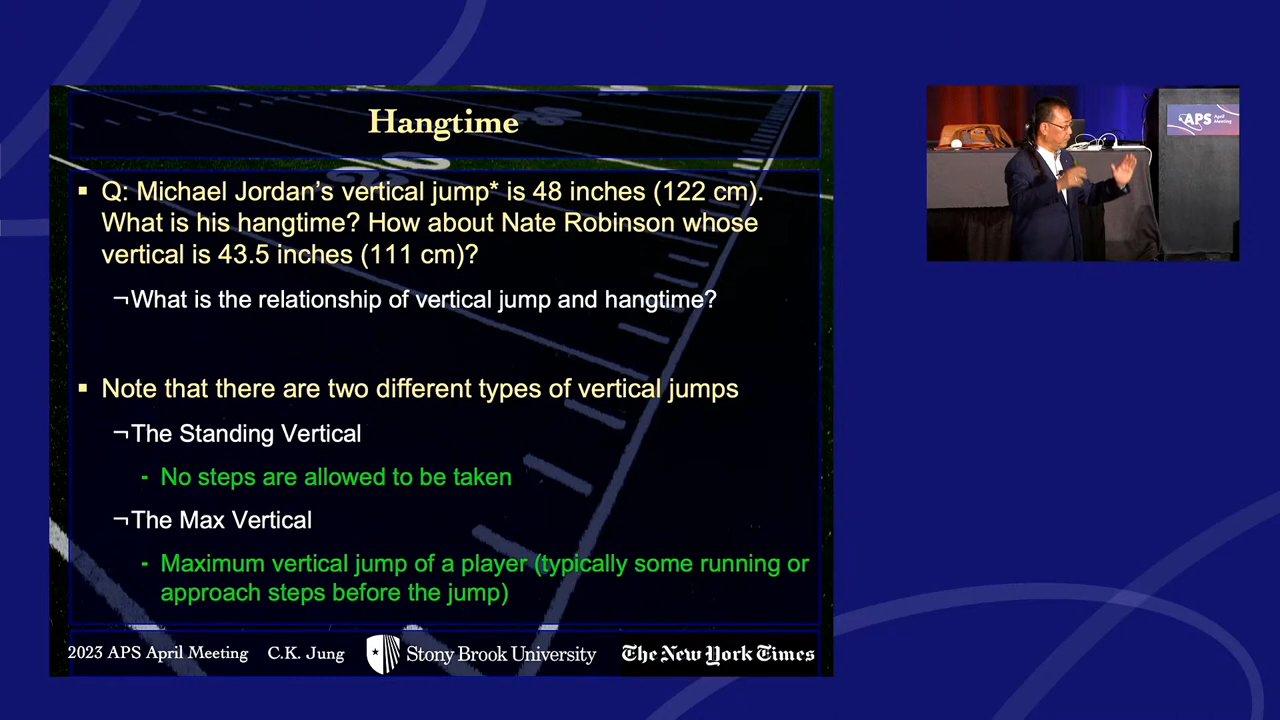 Hangtime
▪ Q: Michael Jordan's vertical jump* is 48 inches (122 cm).
What is his hangtime? How about Nate Robinson whose
vertical is 43.5 inches (111 cm)?
¬What is the relationship of vertical jump and hangtime?
▪ Note that there are two different types of vertical jumps
¬The Standing Vertical
- No steps are allowed to be taken
¬The Max Vertical
- Maximum vertical jump of a player (typically some running or
approach steps before the jump)
2023 APS April Meeting C.K. Jung Stony Brook University The New York Times
APS April
Meeting